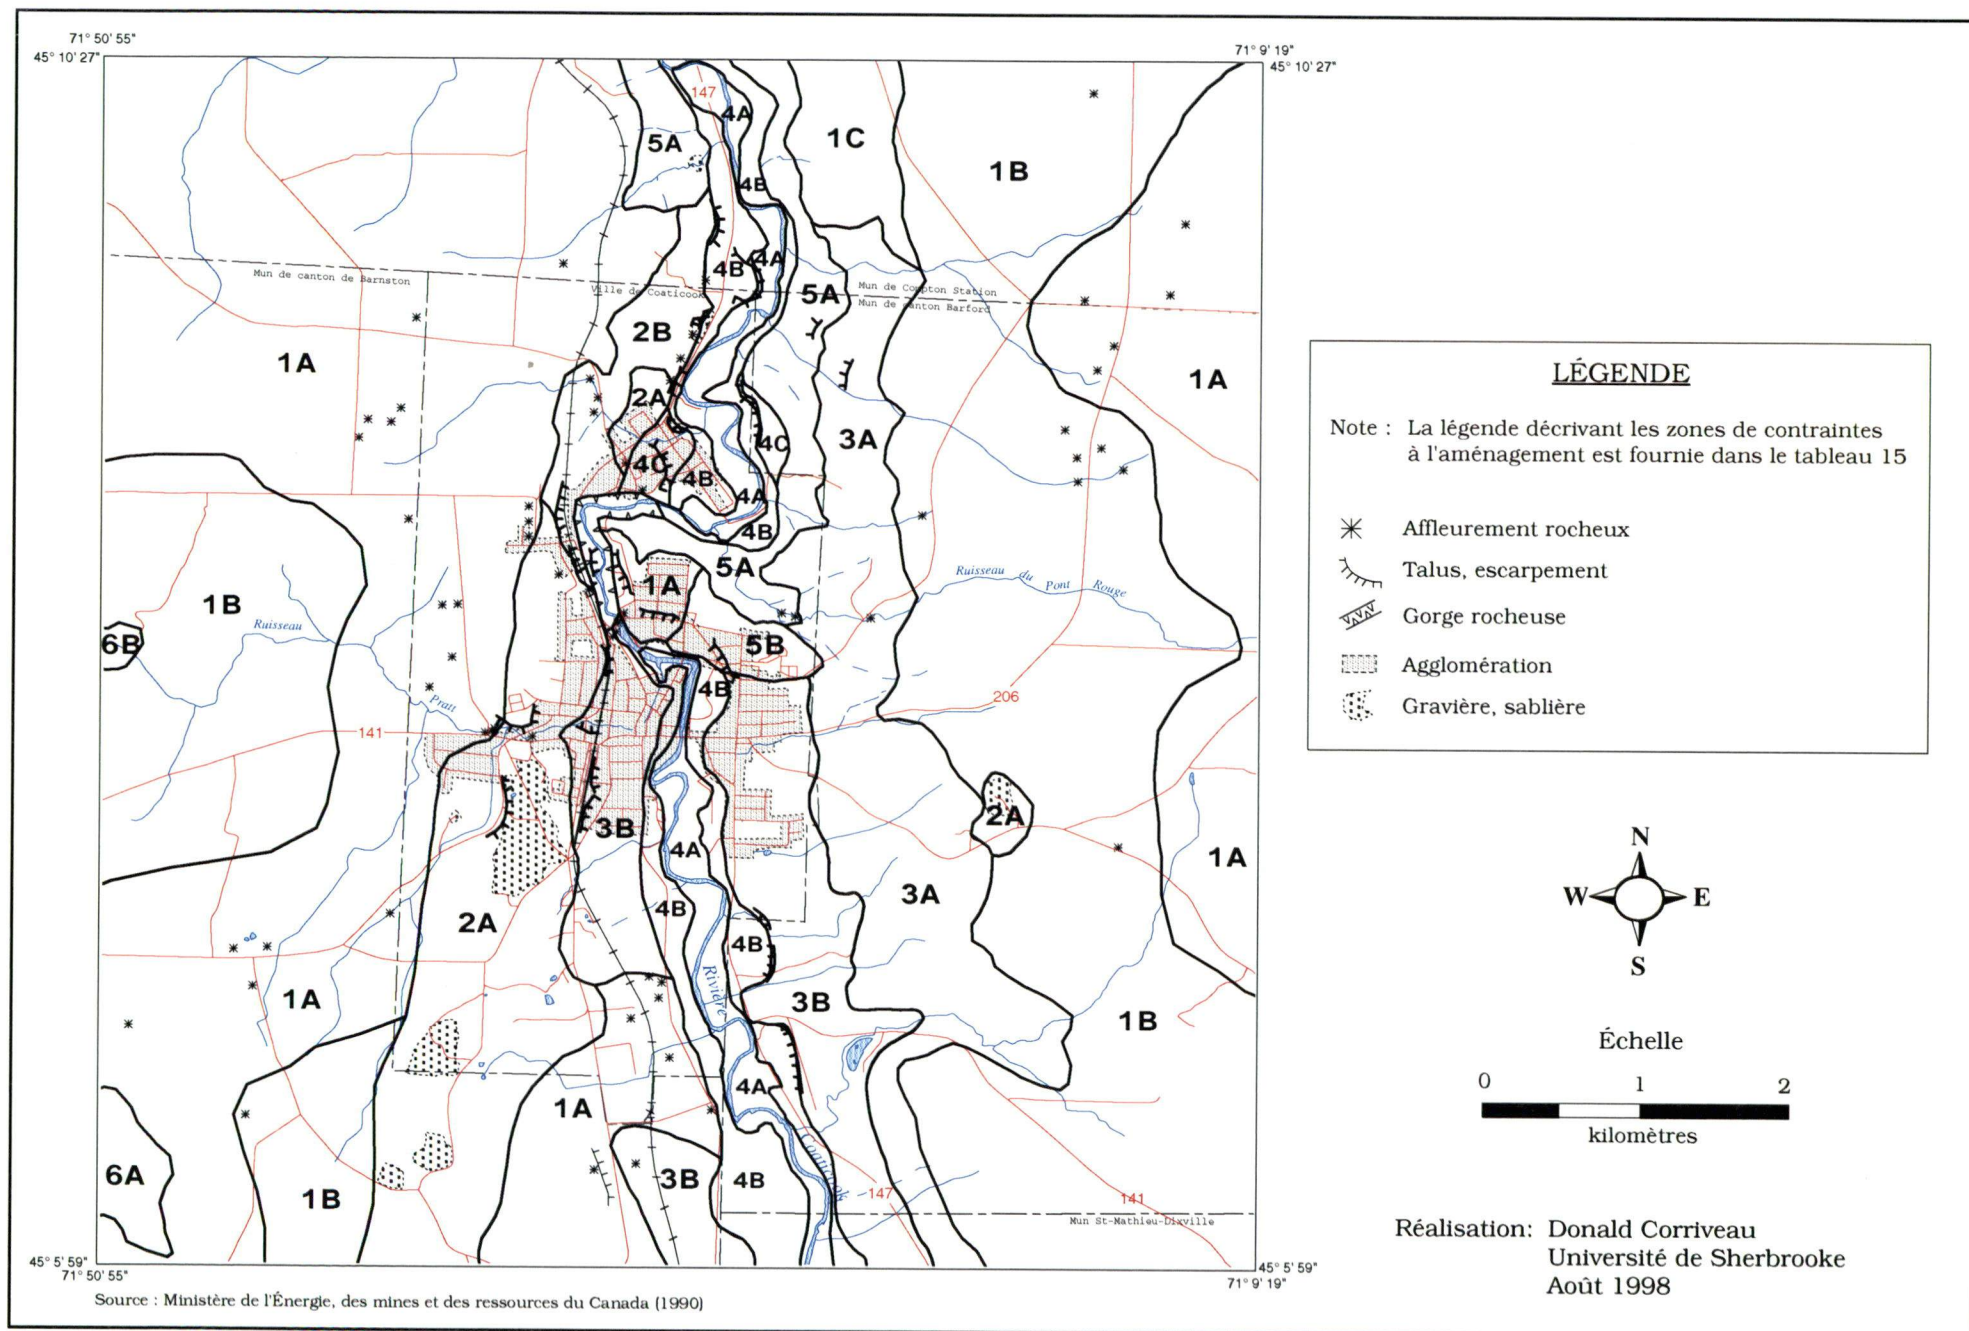 71° 50' 55"
45° 10' 27"
71° 9' 19"
45° 10' 27"
147
4A
5A
1C
1B
4B
Mun de canton de Barnston
Ville de Coaticook
4B
4A
5A
Mun de Compton Station
Mun de canton Barford
2B
1A
1A
2A
4C
3A
4C
4B
4A
4B
5A
1A
Ruisseau du Pont Rouge
1B
Ruisseau
6B
5B
4B
206
Pratt
141
2A
3B
4A
1A
3A
4B
2A
4B
Rivière
1A
3B
1B
4A
1A
6A
1B
3B
4B
Coaticook
147
141
Mun St-Mathieu-Dixville
45° 5' 59"
71° 50' 55"
45° 5' 59"
71° 9' 19"
Source : Ministère de l'Énergie, des mines et des ressources du Canada (1990)
LÉGENDE
Note : La légende décrivant les zones de contraintes
à l'aménagement est fournie dans le tableau 15
Affleurement rocheux
Talus, escarpement
Gorge rocheuse
Agglomération
Gravière, sablière
N
W E
S
Échelle
0 1 2
kilomètres
Réalisation: Donald Corriveau
Université de Sherbrooke
Août 1998